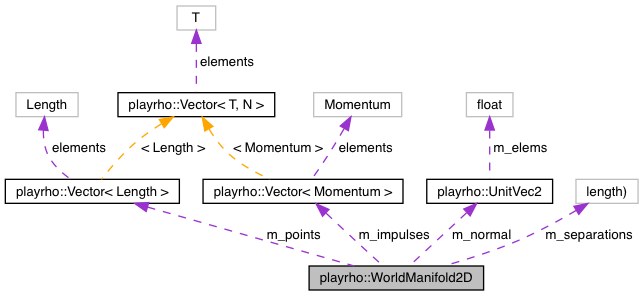 T
elements
Length
playrho::Vector< T, N >
Momentum
float
elements
< Length >
< Momentum >
elements
m_elems
playrho::Vector< Length >
playrho::Vector< Momentum >
playrho::UnitVec2
length)
m_points
m_impulses
m_normal
m_separations
playrho::WorldManifold2D